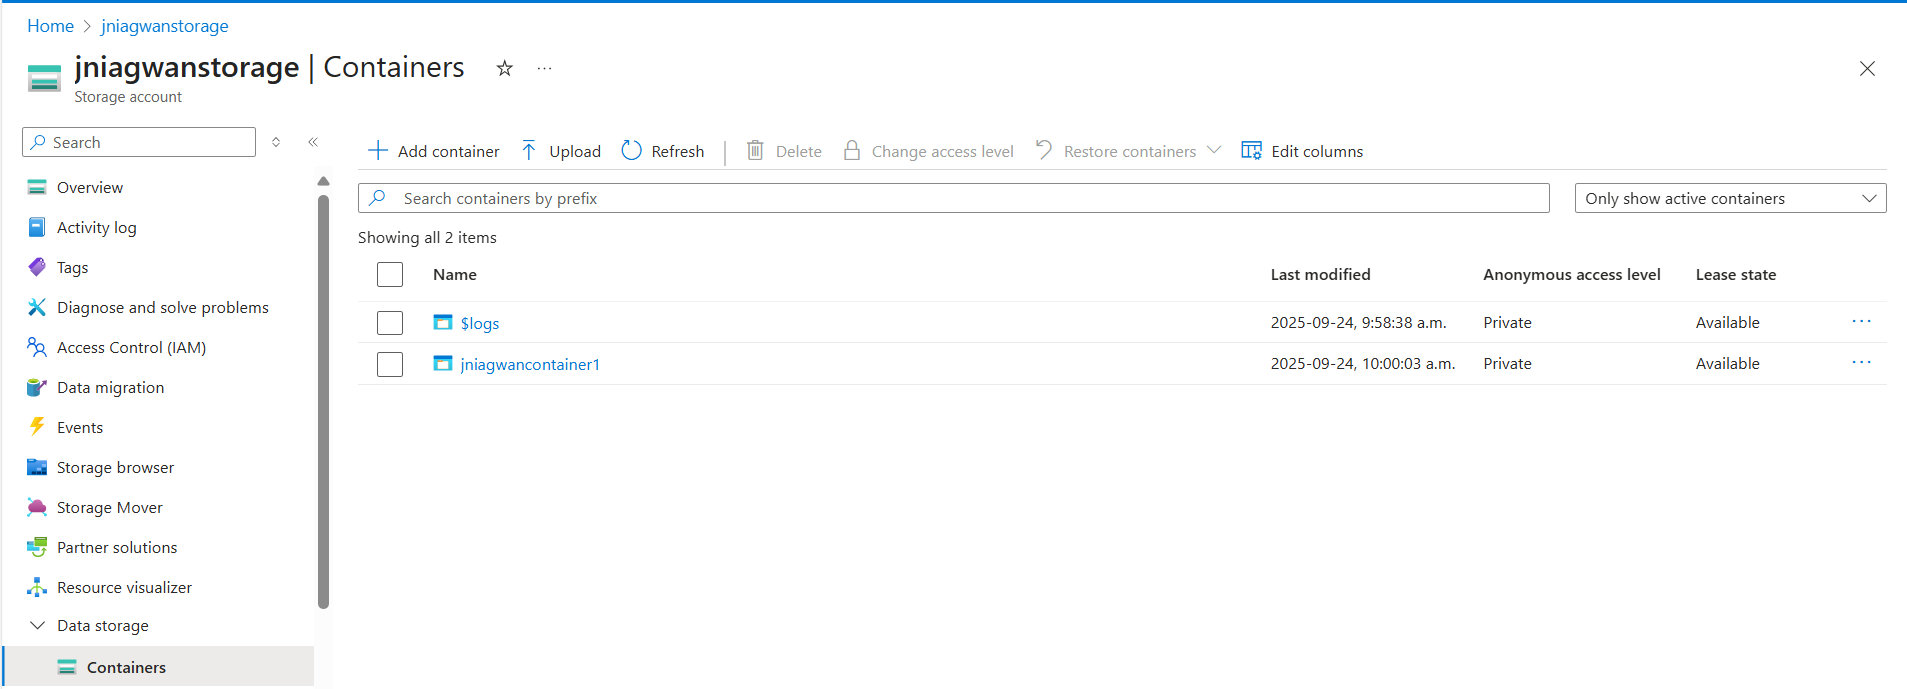 Home > jniagwanstorage
jniagwanstorage | Containers
Storage account
Search
Add container Upload Refresh Delete Change access level Restore containers Edit columns
Search containers by prefix Only show active containers
Showing all 2 items
Name Last modified Anonymous access level Lease state
$logs 2025-09-24, 9:58:38 a.m. Private Available
jniagwancontainer1 2025-09-24, 10:00:03 a.m. Private Available
Overview
Activity log
Tags
Diagnose and solve problems
Access Control (IAM)
Data migration
Events
Storage browser
Storage Mover
Partner solutions
Resource visualizer
Data storage
Containers